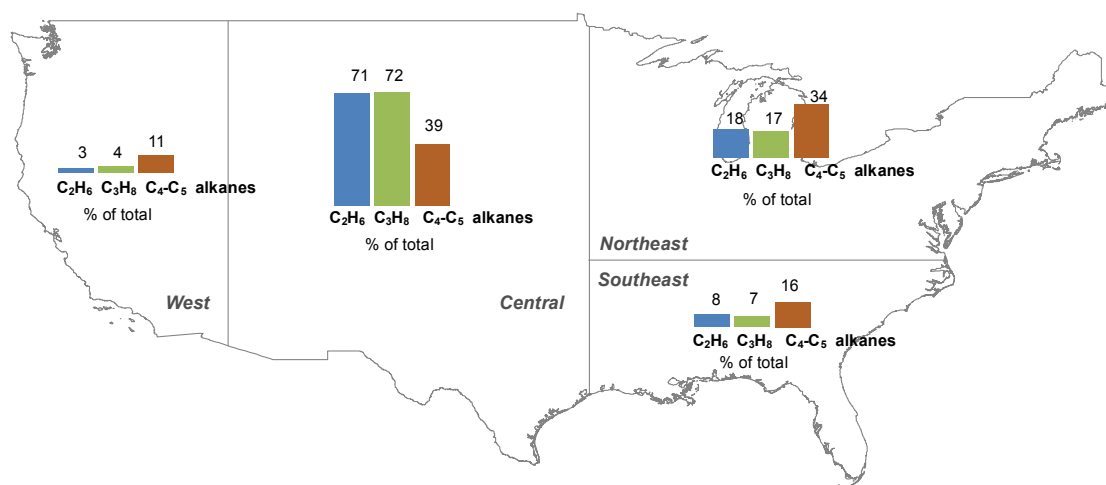 3 4 11
C₂H₆ C₃H₈ C₄-C₅ alkanes
% of total
West
71 72 39
C₂H₆ C₃H₈ C₄-C₅ alkanes
% of total
Central
18 17 34
C₂H₆ C₃H₈ C₄-C₅ alkanes
% of total
Northeast
Southeast
8 7 16
C₂H₆ C₃H₈ C₄-C₅ alkanes
% of total